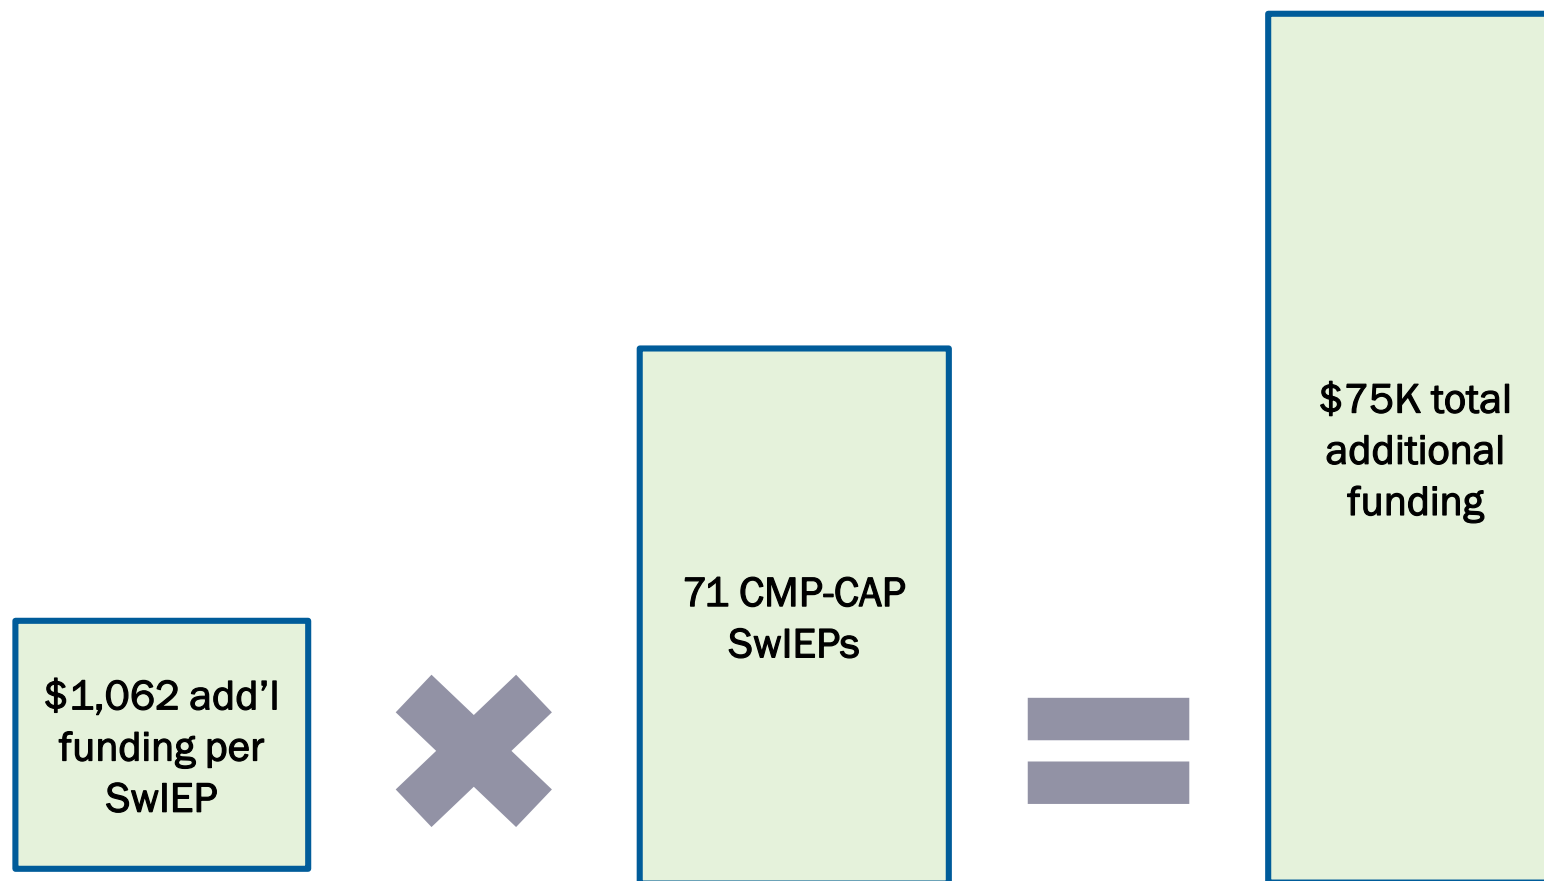 $1,062 add’l
funding per
SwIEP
71 CMP-CAP
SwIEPs
$75K total
additional
funding